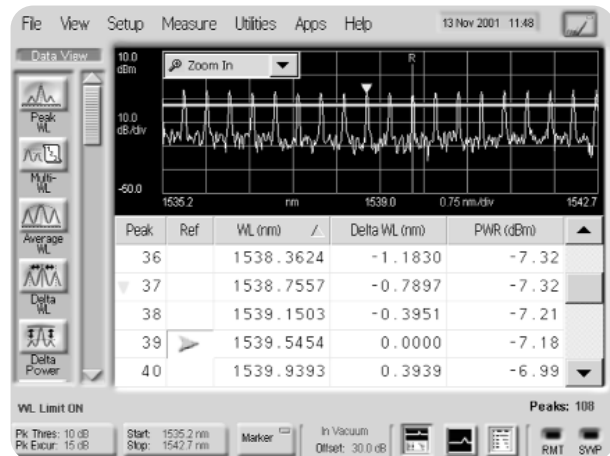 File View Setup Measure Utilities Apps Help 13 Nov 2001 11:48
Data View
Peak WL
Multi-WL
Average WL
Delta WL
Delta Power
10.0 dBm
Zoom In
R
10.0 dB/div
-60.0
1535.2 nm 1539.0 0.75 nm/div 1542.7
Peak Ref WL (nm) Delta WL (nm) PWR (dBm)
36 1538.3624 -1.1830 -7.32
37 1538.7557 -0.7897 -7.32
38 1539.1503 -0.3951 -7.21
39 1539.5454 0.0000 -7.18
40 1539.9393 0.3939 -6.99
WL Limit ON Peaks: 108
Pk Thres: 10 dB Start: 1535.2 nm Marker In Vacuum
Pk Excur: 15 dB Stop: 1542.7 nm Offset: 30.0 dB RMT SWP